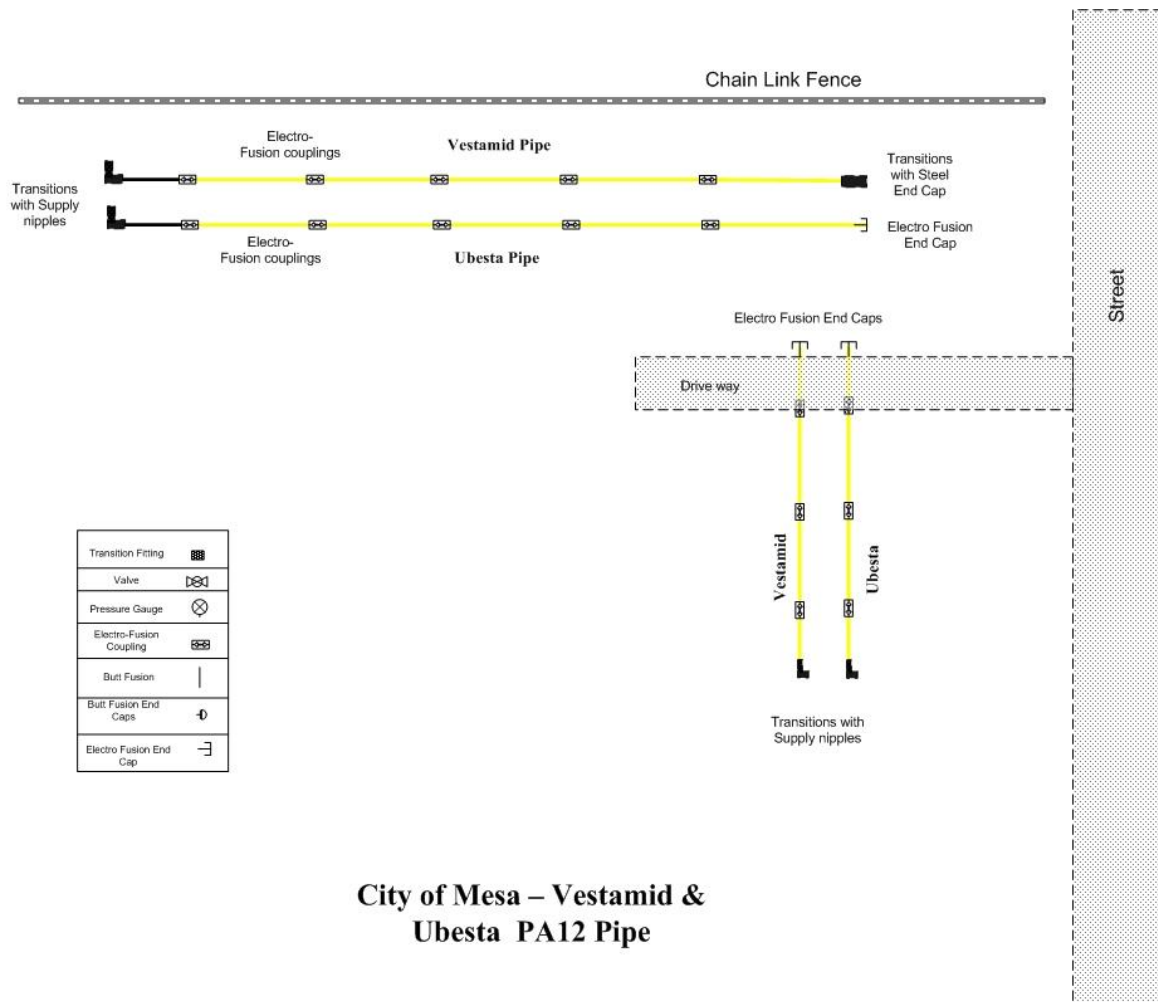 Chain Link Fence
Electro-
Fusion couplings
Vestamid Pipe
Transitions
with Steel
End Cap
Transitions
with Supply
nipples
Electro-
Fusion couplings
Ubesta Pipe
Electro Fusion
End Cap
Street
Electro Fusion End Caps
Drive way
Vestamid
Ubesta
Transitions with
Supply nipples
Transition Fitting
Valve
Pressure Gauge
Electro-Fusion
Coupling
Butt Fusion
Butt Fusion End
Caps
Electro Fusion End
Cap
City of Mesa – Vestamid &
Ubesta PA12 Pipe